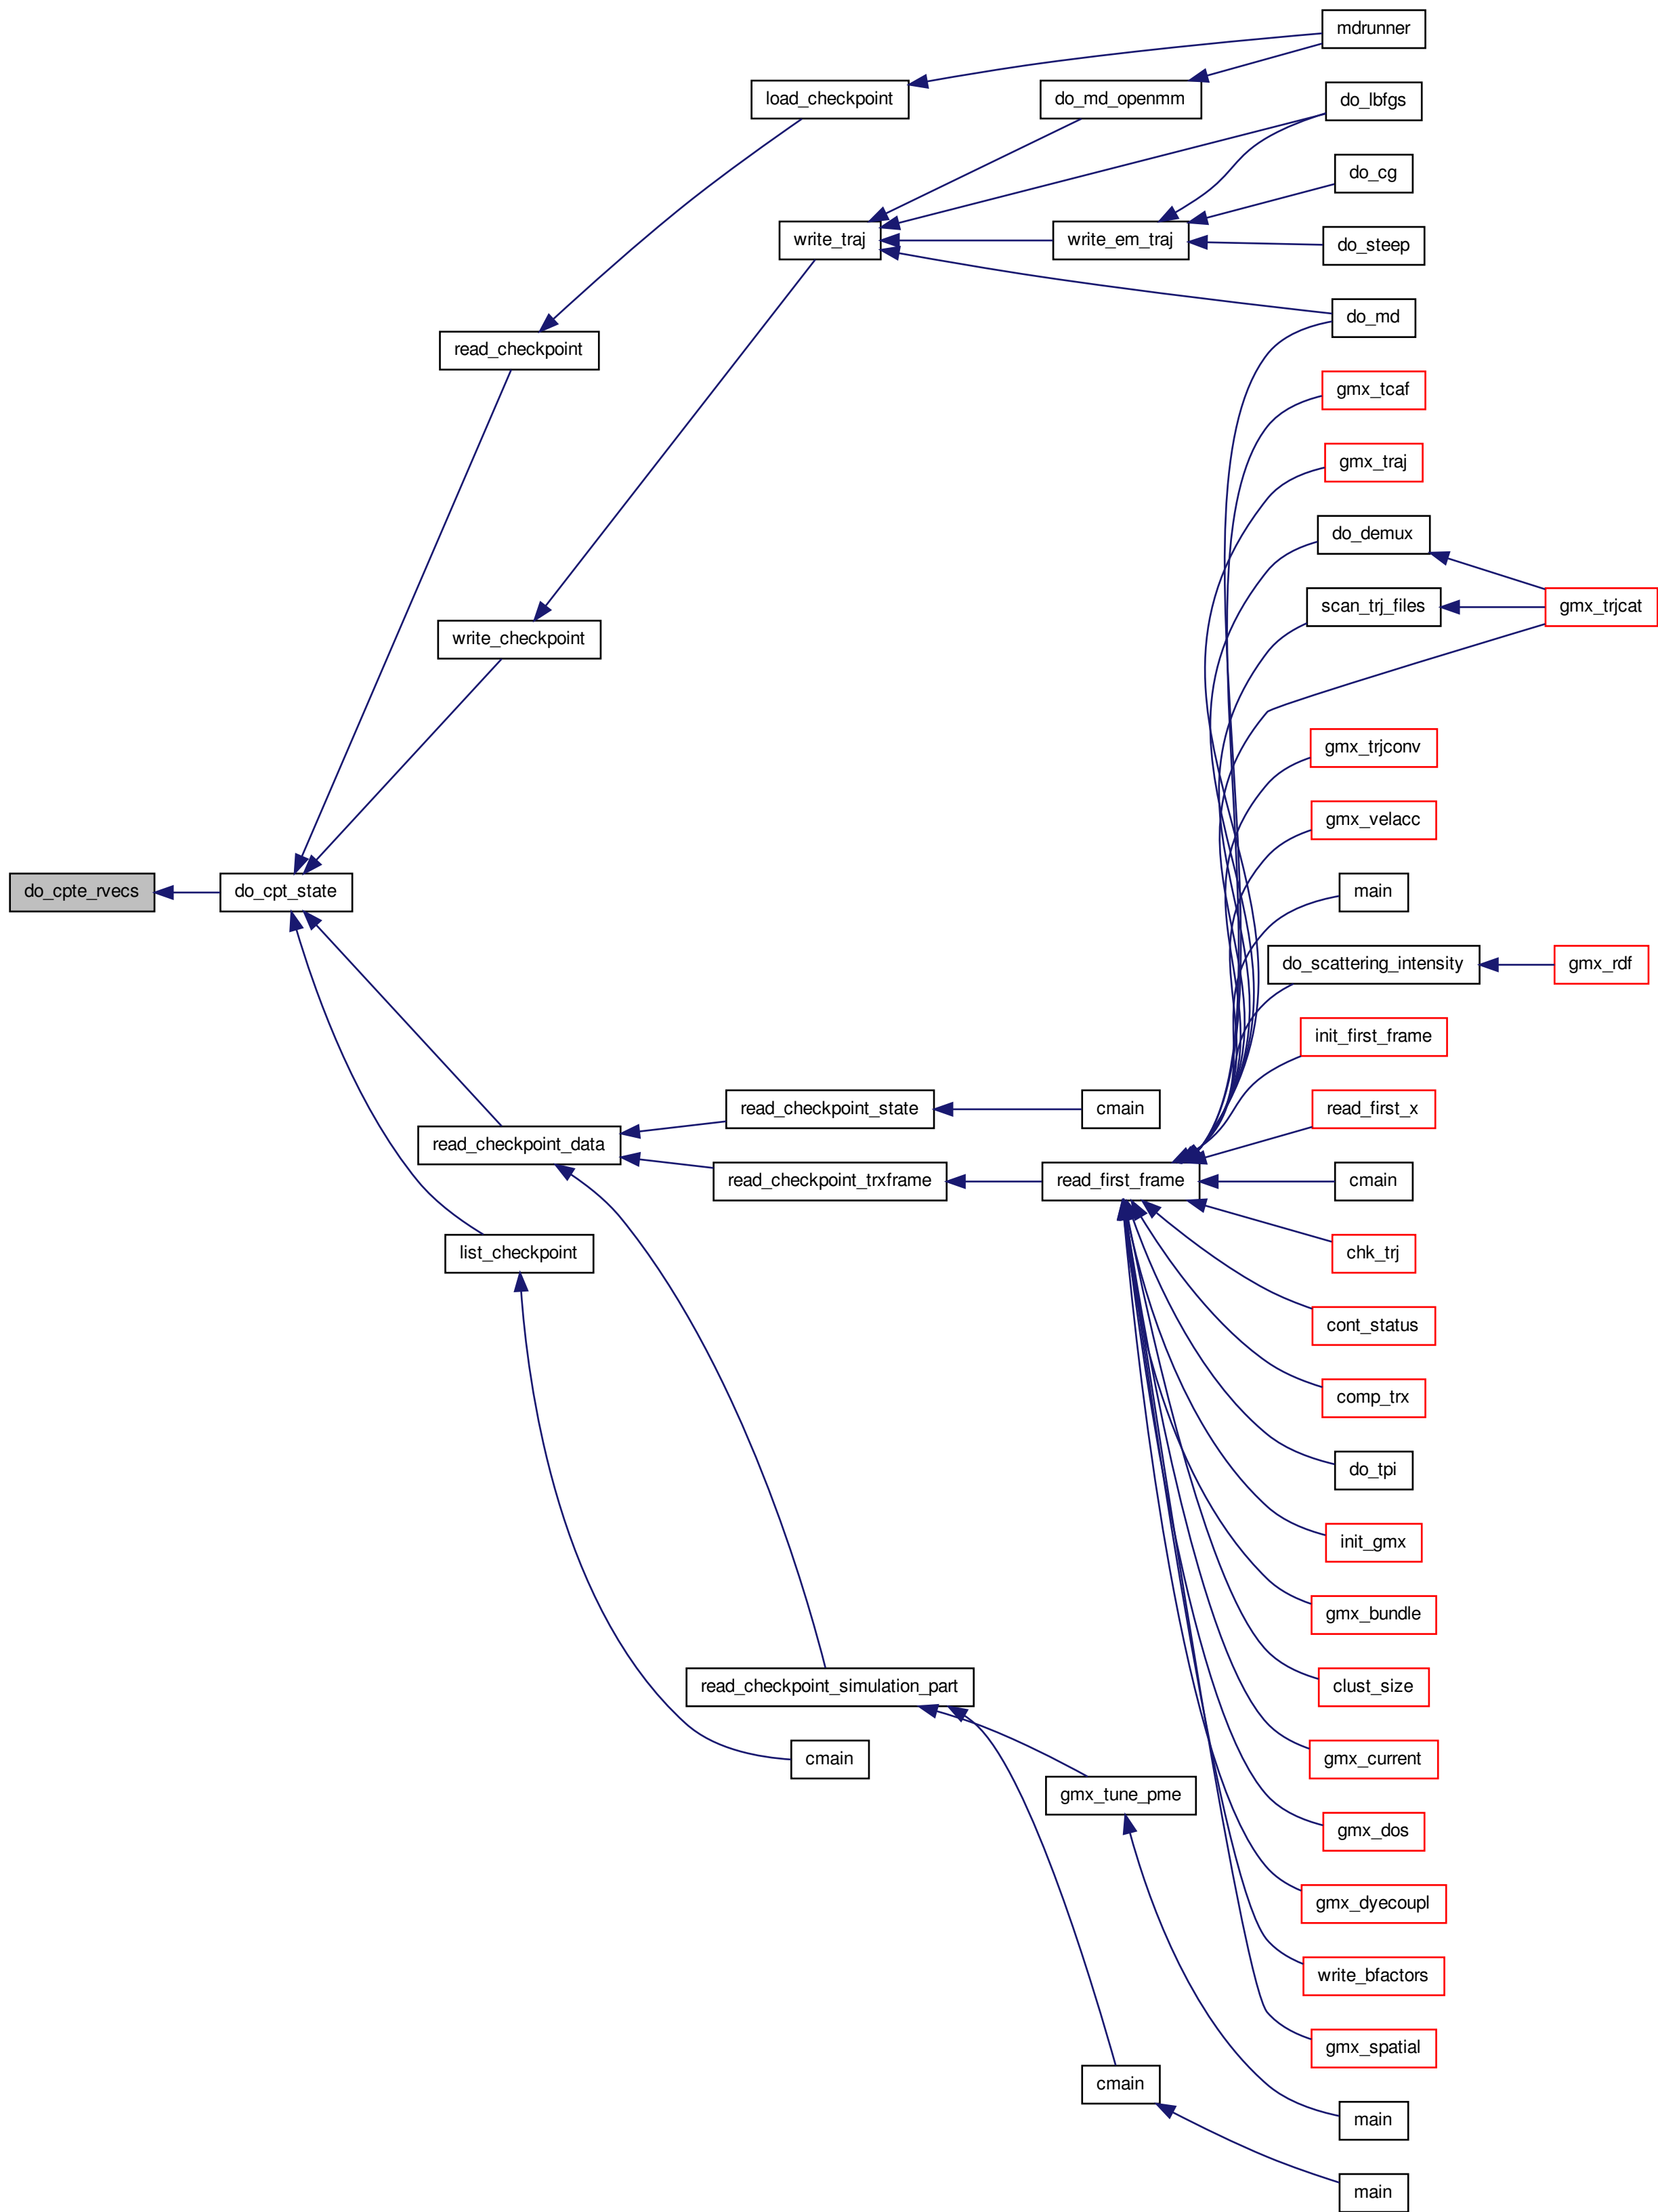 mdrunner
load_checkpoint
do_md_openmm
do_lbfgs
do_cg
write_traj
write_em_traj
do_steep
do_md
read_checkpoint
gmx_tcaf
gmx_traj
do_demux
scan_trj_files
gmx_trjcat
write_checkpoint
gmx_trjconv
gmx_velacc
do_cpte_rvecs
do_cpt_state
main
do_scattering_intensity
gmx_rdf
init_first_frame
read_checkpoint_state
cmain
read_first_x
read_checkpoint_data
read_checkpoint_trxframe
read_first_frame
cmain
list_checkpoint
chk_trj
cont_status
comp_trx
do_tpi
init_gmx
gmx_bundle
read_checkpoint_simulation_part
clust_size
cmain
gmx_current
gmx_tune_pme
gmx_dos
gmx_dyecoupl
write_bfactors
gmx_spatial
cmain
main
main